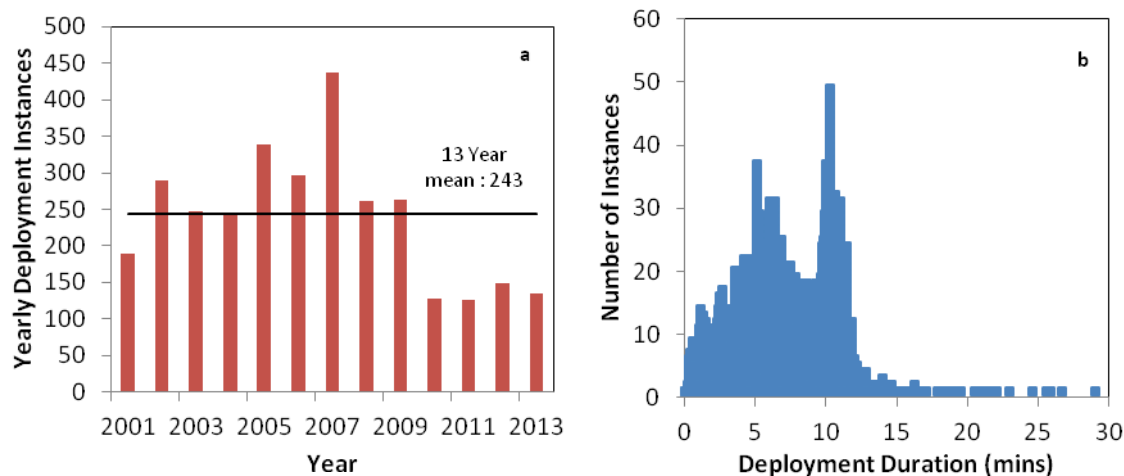 500
450
400
350
300
250
200
150
100
50
0
Yearly Deployment Instances
a
13 Year
mean : 243
2001 2003 2005 2007 2009 2011 2013
Year
60
50
40
30
20
10
0
Number of Instances
b
0 5 10 15 20 25 30
Deployment Duration (mins)